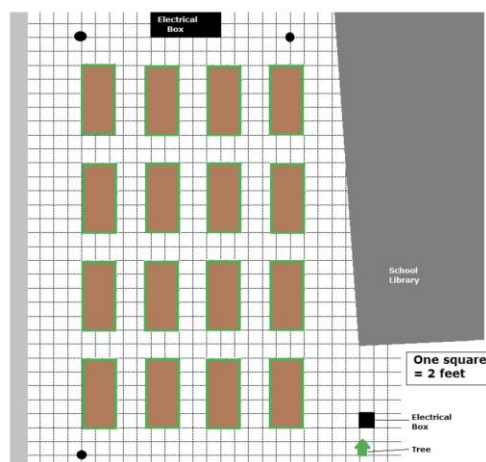 Electrical
Box
School
Library
One square
= 2 feet
Electrical
Box
Tree